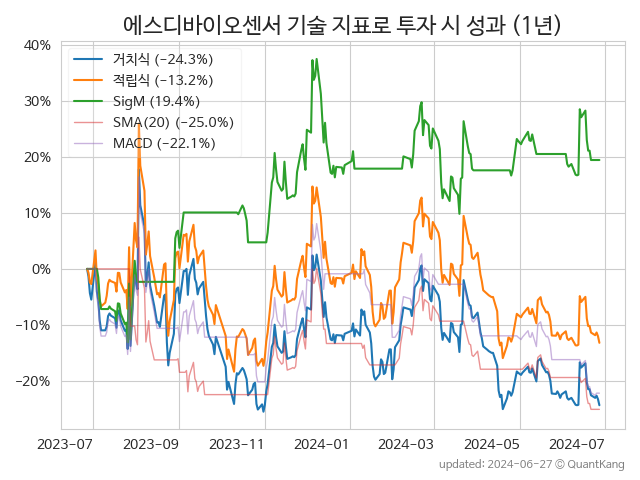 에스디바이오센서 기술 지표로 투자 시 성과 (1년)
40%
30%
20%
10%
0%
−10%
−20%
거치식 (−24.3%)
적립식 (−13.2%)
SigM (19.4%)
SMA(20) (−25.0%)
MACD (−22.1%)
2023-07 2023-09 2023-11 2024-01 2024-03 2024-05 2024-07
updated: 2024-06-27 © QuantKang